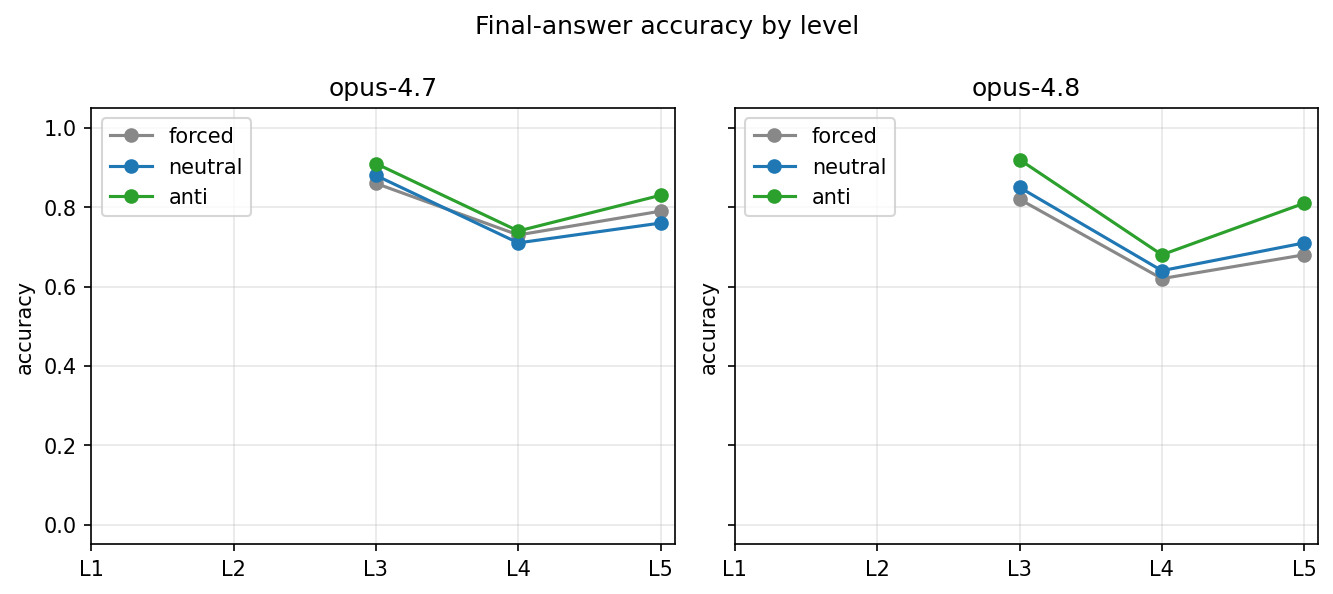 Final-answer accuracy by level
opus-4.7
forced
neutral
anti
accuracy
1.0
0.8
0.6
0.4
0.2
0.0
L1 L2 L3 L4 L5
opus-4.8
forced
neutral
anti
accuracy
L1 L2 L3 L4 L5